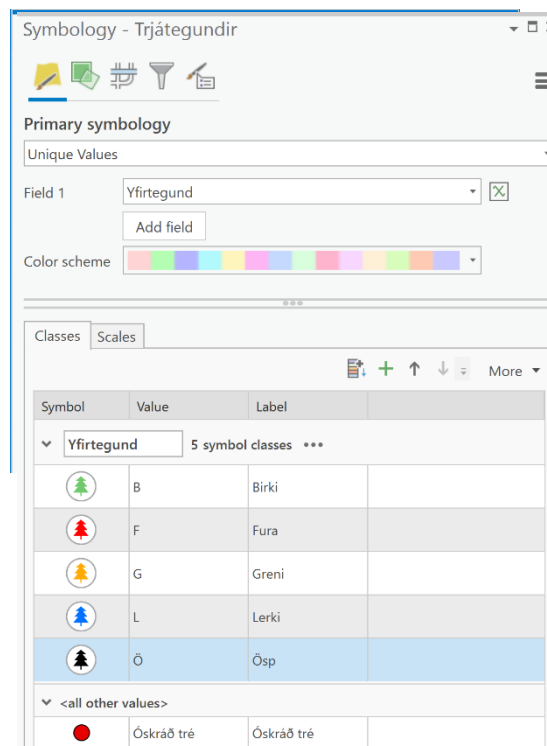 Symbology - Trjátegundir
Primary symbology
Unique Values
Field 1 Yfirtegund
Add field
Color scheme
Classes Scales
More
Symbol Value Label
Yfirtegund 5 symbol classes •••
B Birki
F Fura
G Greni
L Lerki
Ö Ösp
<all other values>
Óskráð tré Óskráð tré